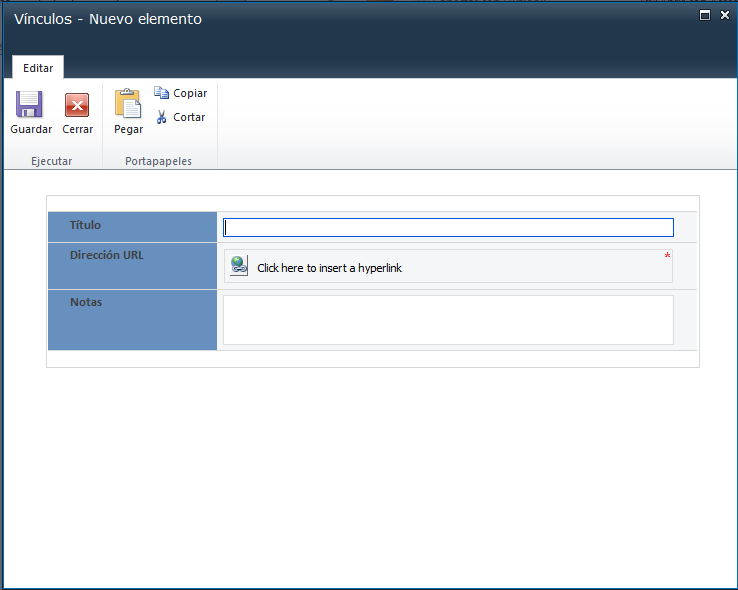 Vínculos - Nuevo elemento
Editar
Guardar
Cerrar
Pegar
Copiar
Cortar
Ejecutar
Portapapeles
Título
Dirección URL
Click here to insert a hyperlink
*
Notas